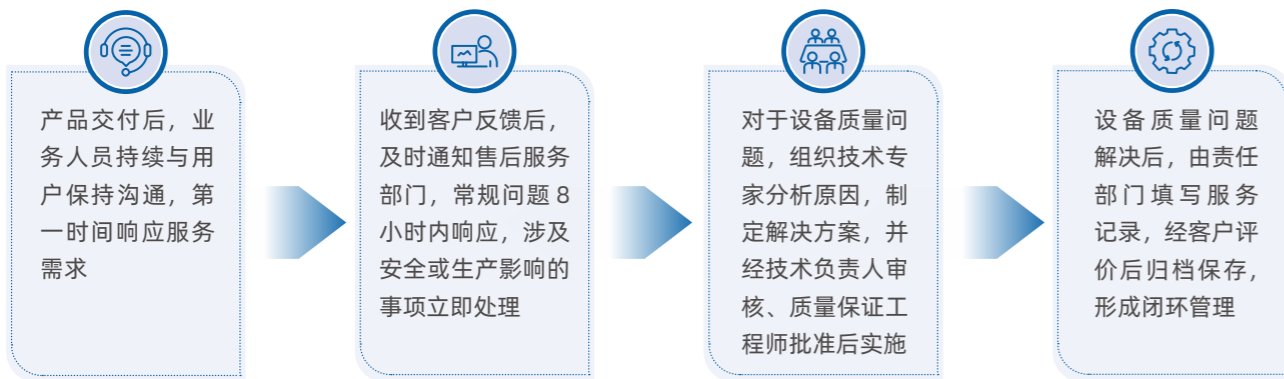 产品交付后，业
务人员持续与用
户保持沟通，第
一时间响应服务
需求
收到客户反馈后，
及时通知售后服务
部门，常规问题 8
小时内响应，涉及
安全或生产影响的
事项立即处理
对于设备质量问
题，组织技术专
家分析原因，制
定解决方案，并
经技术负责人审
核、质量保证工
程师批准后实施
设备质量问题
解决后，由责任
部门填写服务
记录，经客户评
价后归档保存，
形成闭环管理